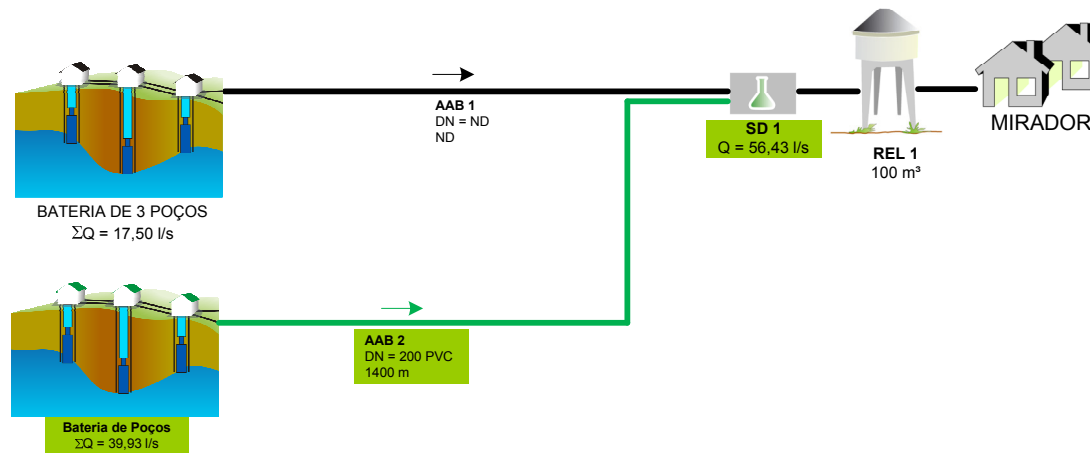 BATERIA DE 3 POÇOS
ΣQ = 17,50 l/s
AAB 1
DN = ND
ND
SD 1
Q = 56,43 l/s
REL 1
100 m³
MIRADOR
AAB 2
DN = 200 PVC
1400 m
Bateria de Poços
ΣQ = 39,93 l/s